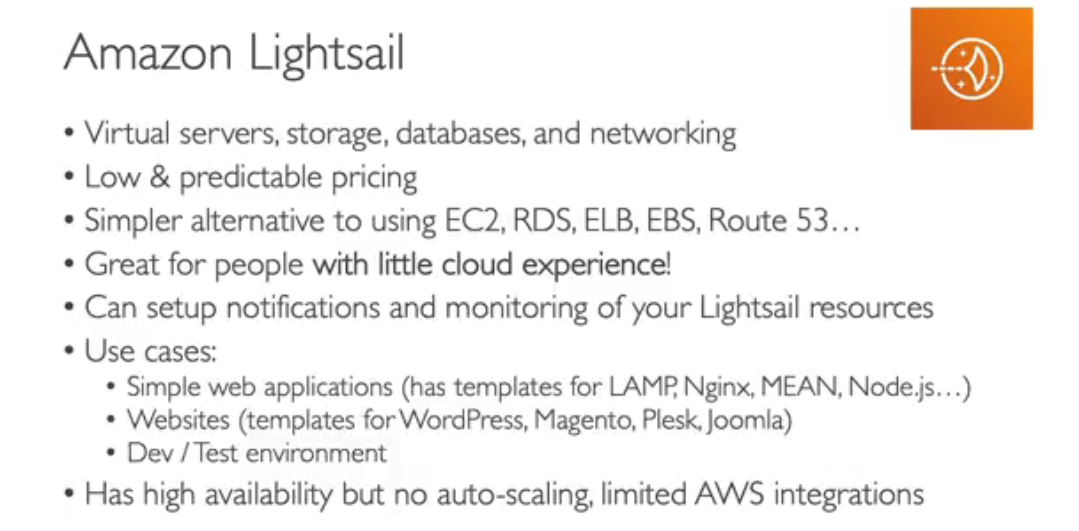 Amazon Lightsail
• Virtual servers, storage, databases, and networking
• Low & predictable pricing
• Simpler alternative to using EC2, RDS, ELB, EBS, Route 53…
• Great for people with little cloud experience!
• Can setup notifications and monitoring of your Lightsail resources
• Use cases:
• Simple web applications (has templates for LAMP, Nginx, MEAN, Node.js…)
• Websites (templates for WordPress, Magento, Plesk, Joomla)
• Dev / Test environment
• Has high availability but no auto-scaling, limited AWS integrations